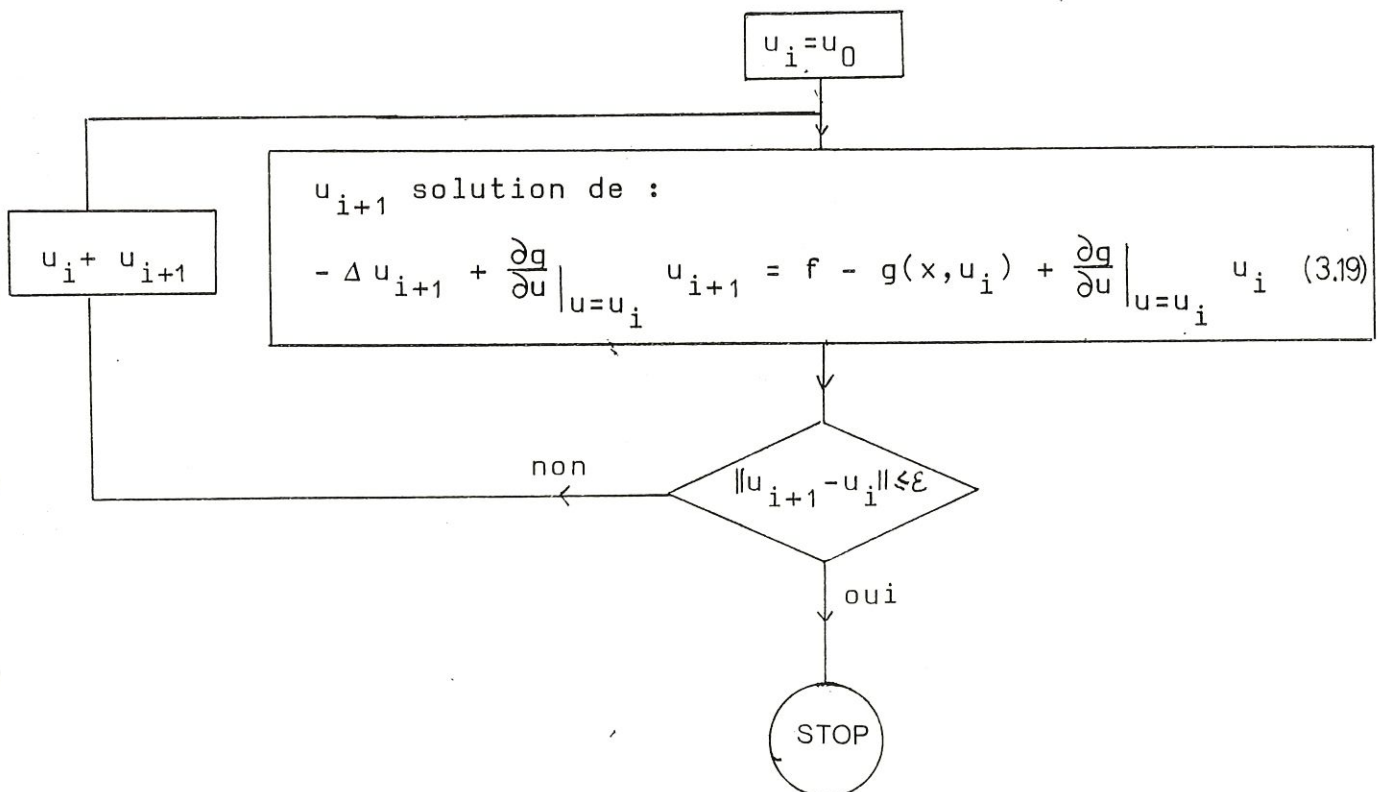 u_i=u_0
u_{i+1} solution de :
- Δ u_{i+1} + ∂g/∂u |_{u=u_i} u_{i+1} = f - g(x,u_i) + ∂g/∂u |_{u=u_i} u_i (3.19)
u_i+ u_{i+1}
non
‖u_{i+1}-u_i‖ ≤ε
oui
STOP